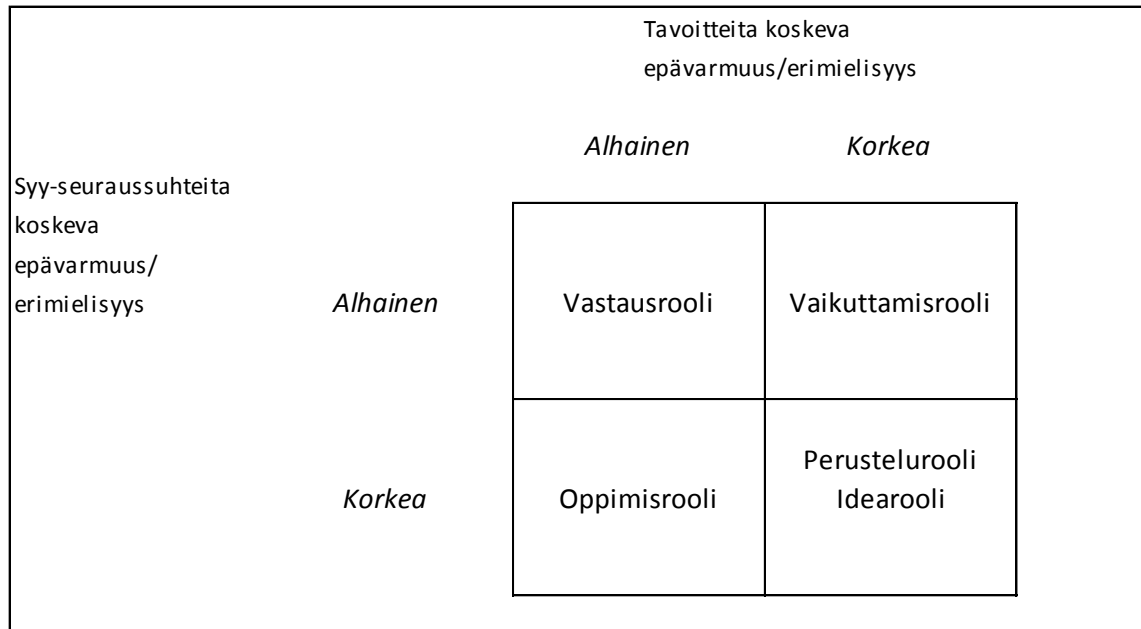 Tavoitteita koskeva
epävarmuus/erimielisyys
Alhainen Korkea
Syy-seuraussuhteita
koskeva
epävarmuus/
erimielisyys Alhainen Vastausrooli Vaikuttamisrooli
Perustelurooli
Korkea Oppimisrooli Idearooli